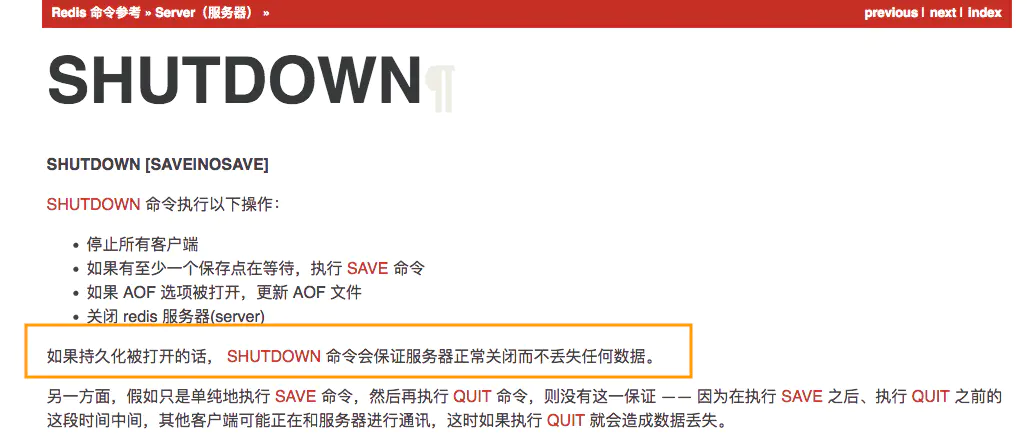 Redis 命令参考 » Server（服务器） »
previous | next | index
SHUTDOWN¶
SHUTDOWN [SAVE|NOSAVE]
SHUTDOWN 命令执行以下操作：
• 停止所有客户端
• 如果有至少一个保存点在等待，执行 SAVE 命令
• 如果 AOF 选项被打开，更新 AOF 文件
• 关闭 redis 服务器(server)
如果持久化被打开的话， SHUTDOWN 命令会保证服务器正常关闭而不丢失任何数据。
另一方面，假如只是单纯地执行 SAVE 命令，然后再执行 QUIT 命令，则没有这一保证 —— 因为在执行 SAVE 之后、执行 QUIT 之前的
这段时间中间，其他客户端可能正在和服务器进行通讯，这时如果执行 QUIT 就会造成数据丢失。